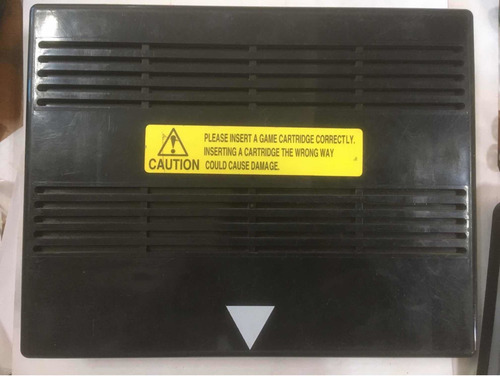 PLEASE INSERT A GAME CARTRIDGE CORRECTLY.
INSERTING A CARTRIDGE THE WRONG WAY
COULD CAUSE DAMAGE.
CAUTION